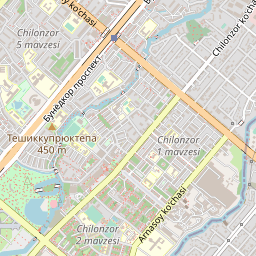 ko'chasi
Chilonzor
5 mavzesi
Chilonzor ko'c
Бунёдкор проспект
Тешиккупрюктепа
450 m
Chilonzor
1 mavzesi
Chilonzor
2 mavzesi
Arnasoy ko'chasi